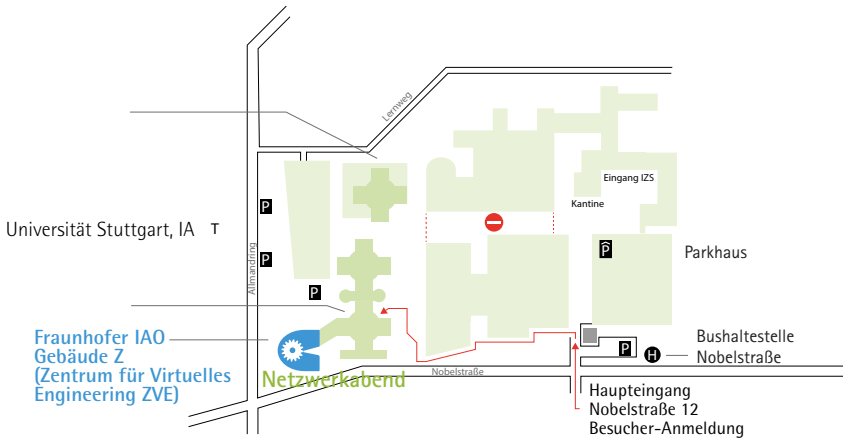 Lernweg
Eingang IZS
Kantine
P
Universität Stuttgart, IA T
P
Parkhaus
P
Allmandring
P
Fraunhofer IAO
Gebäude Z
(Zentrum für Virtuelles
Engineering ZVE)
Netzwerkabend
Nobelstraße
P
H
Bushaltestelle
Nobelstraße
Haupteingang
Nobelstraße 12
Besucher-Anmeldung